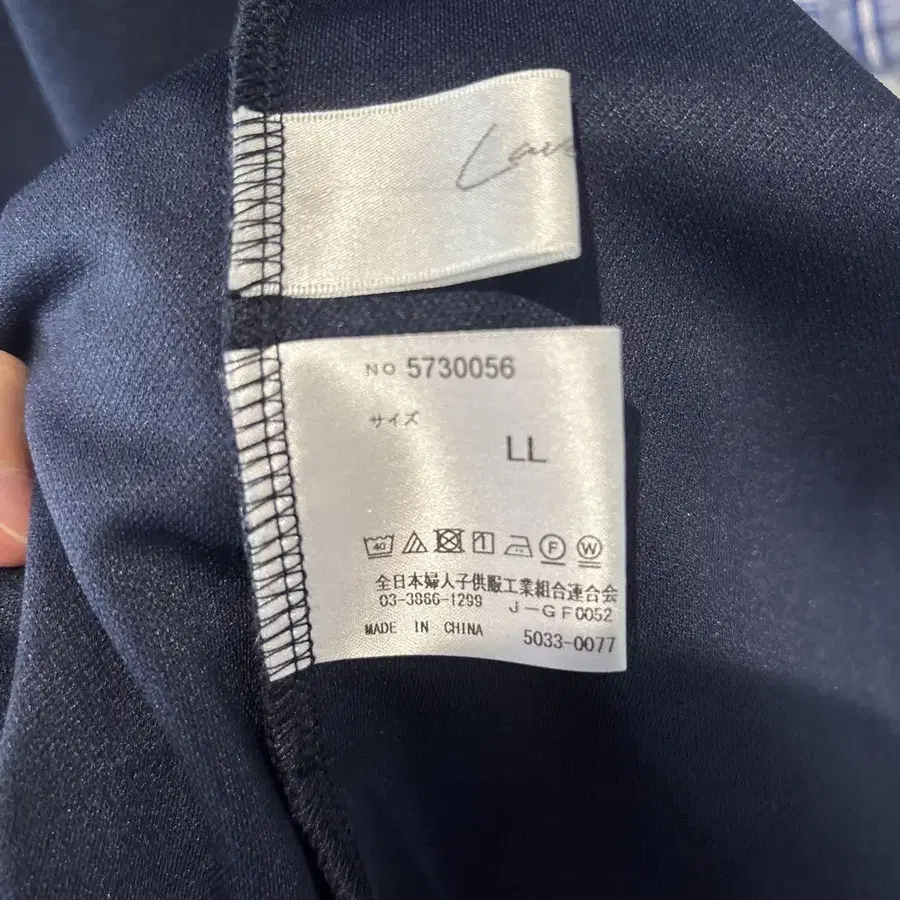 NO 5730056
サイズ
LL
40 F W
全日本婦人子供服工業組合連合会
03-3866-1299 J-GF0052
MADE IN CHINA 5033-0077